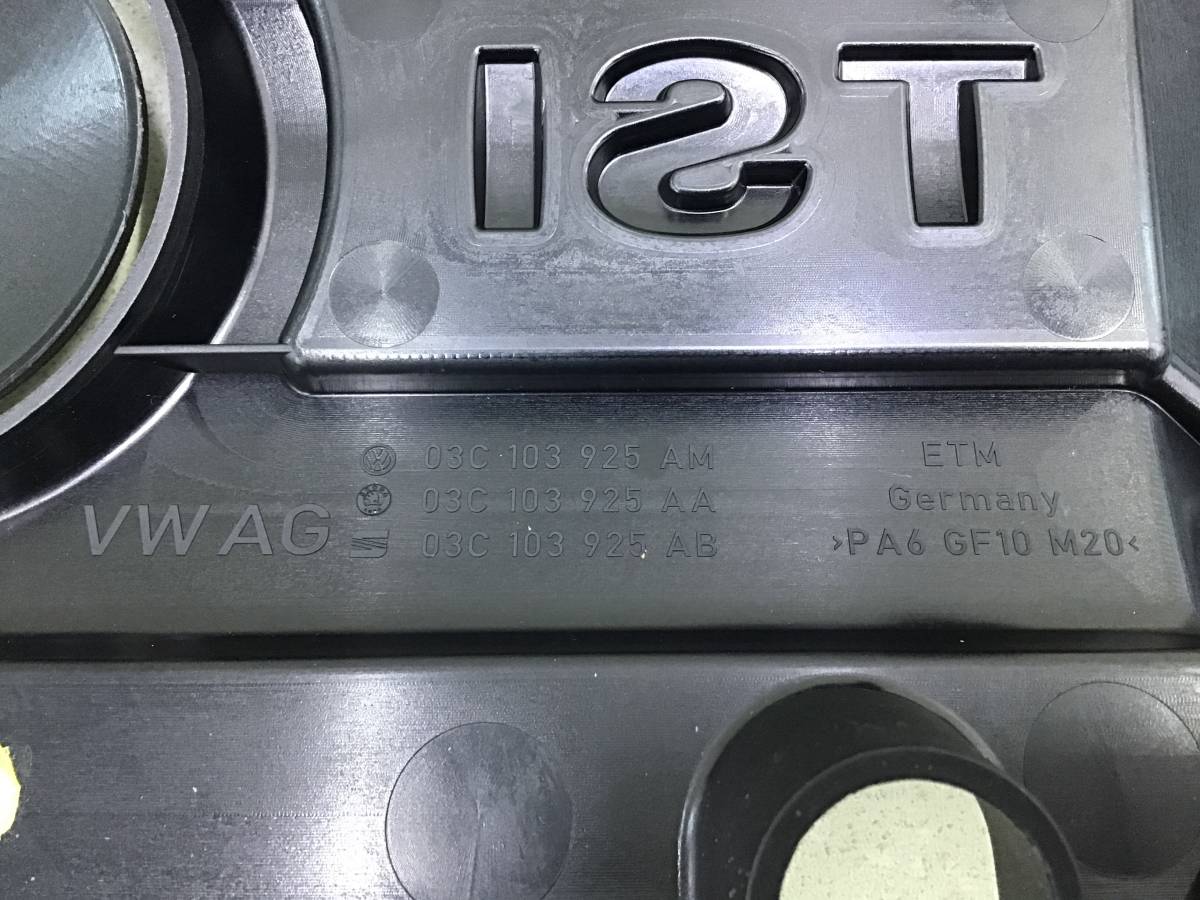 TSI
03C 103 925 AM
03C 103 925 AA
03C 103 925 AB
VW AG
ETM
Germany
>PA6 GF10 M20<